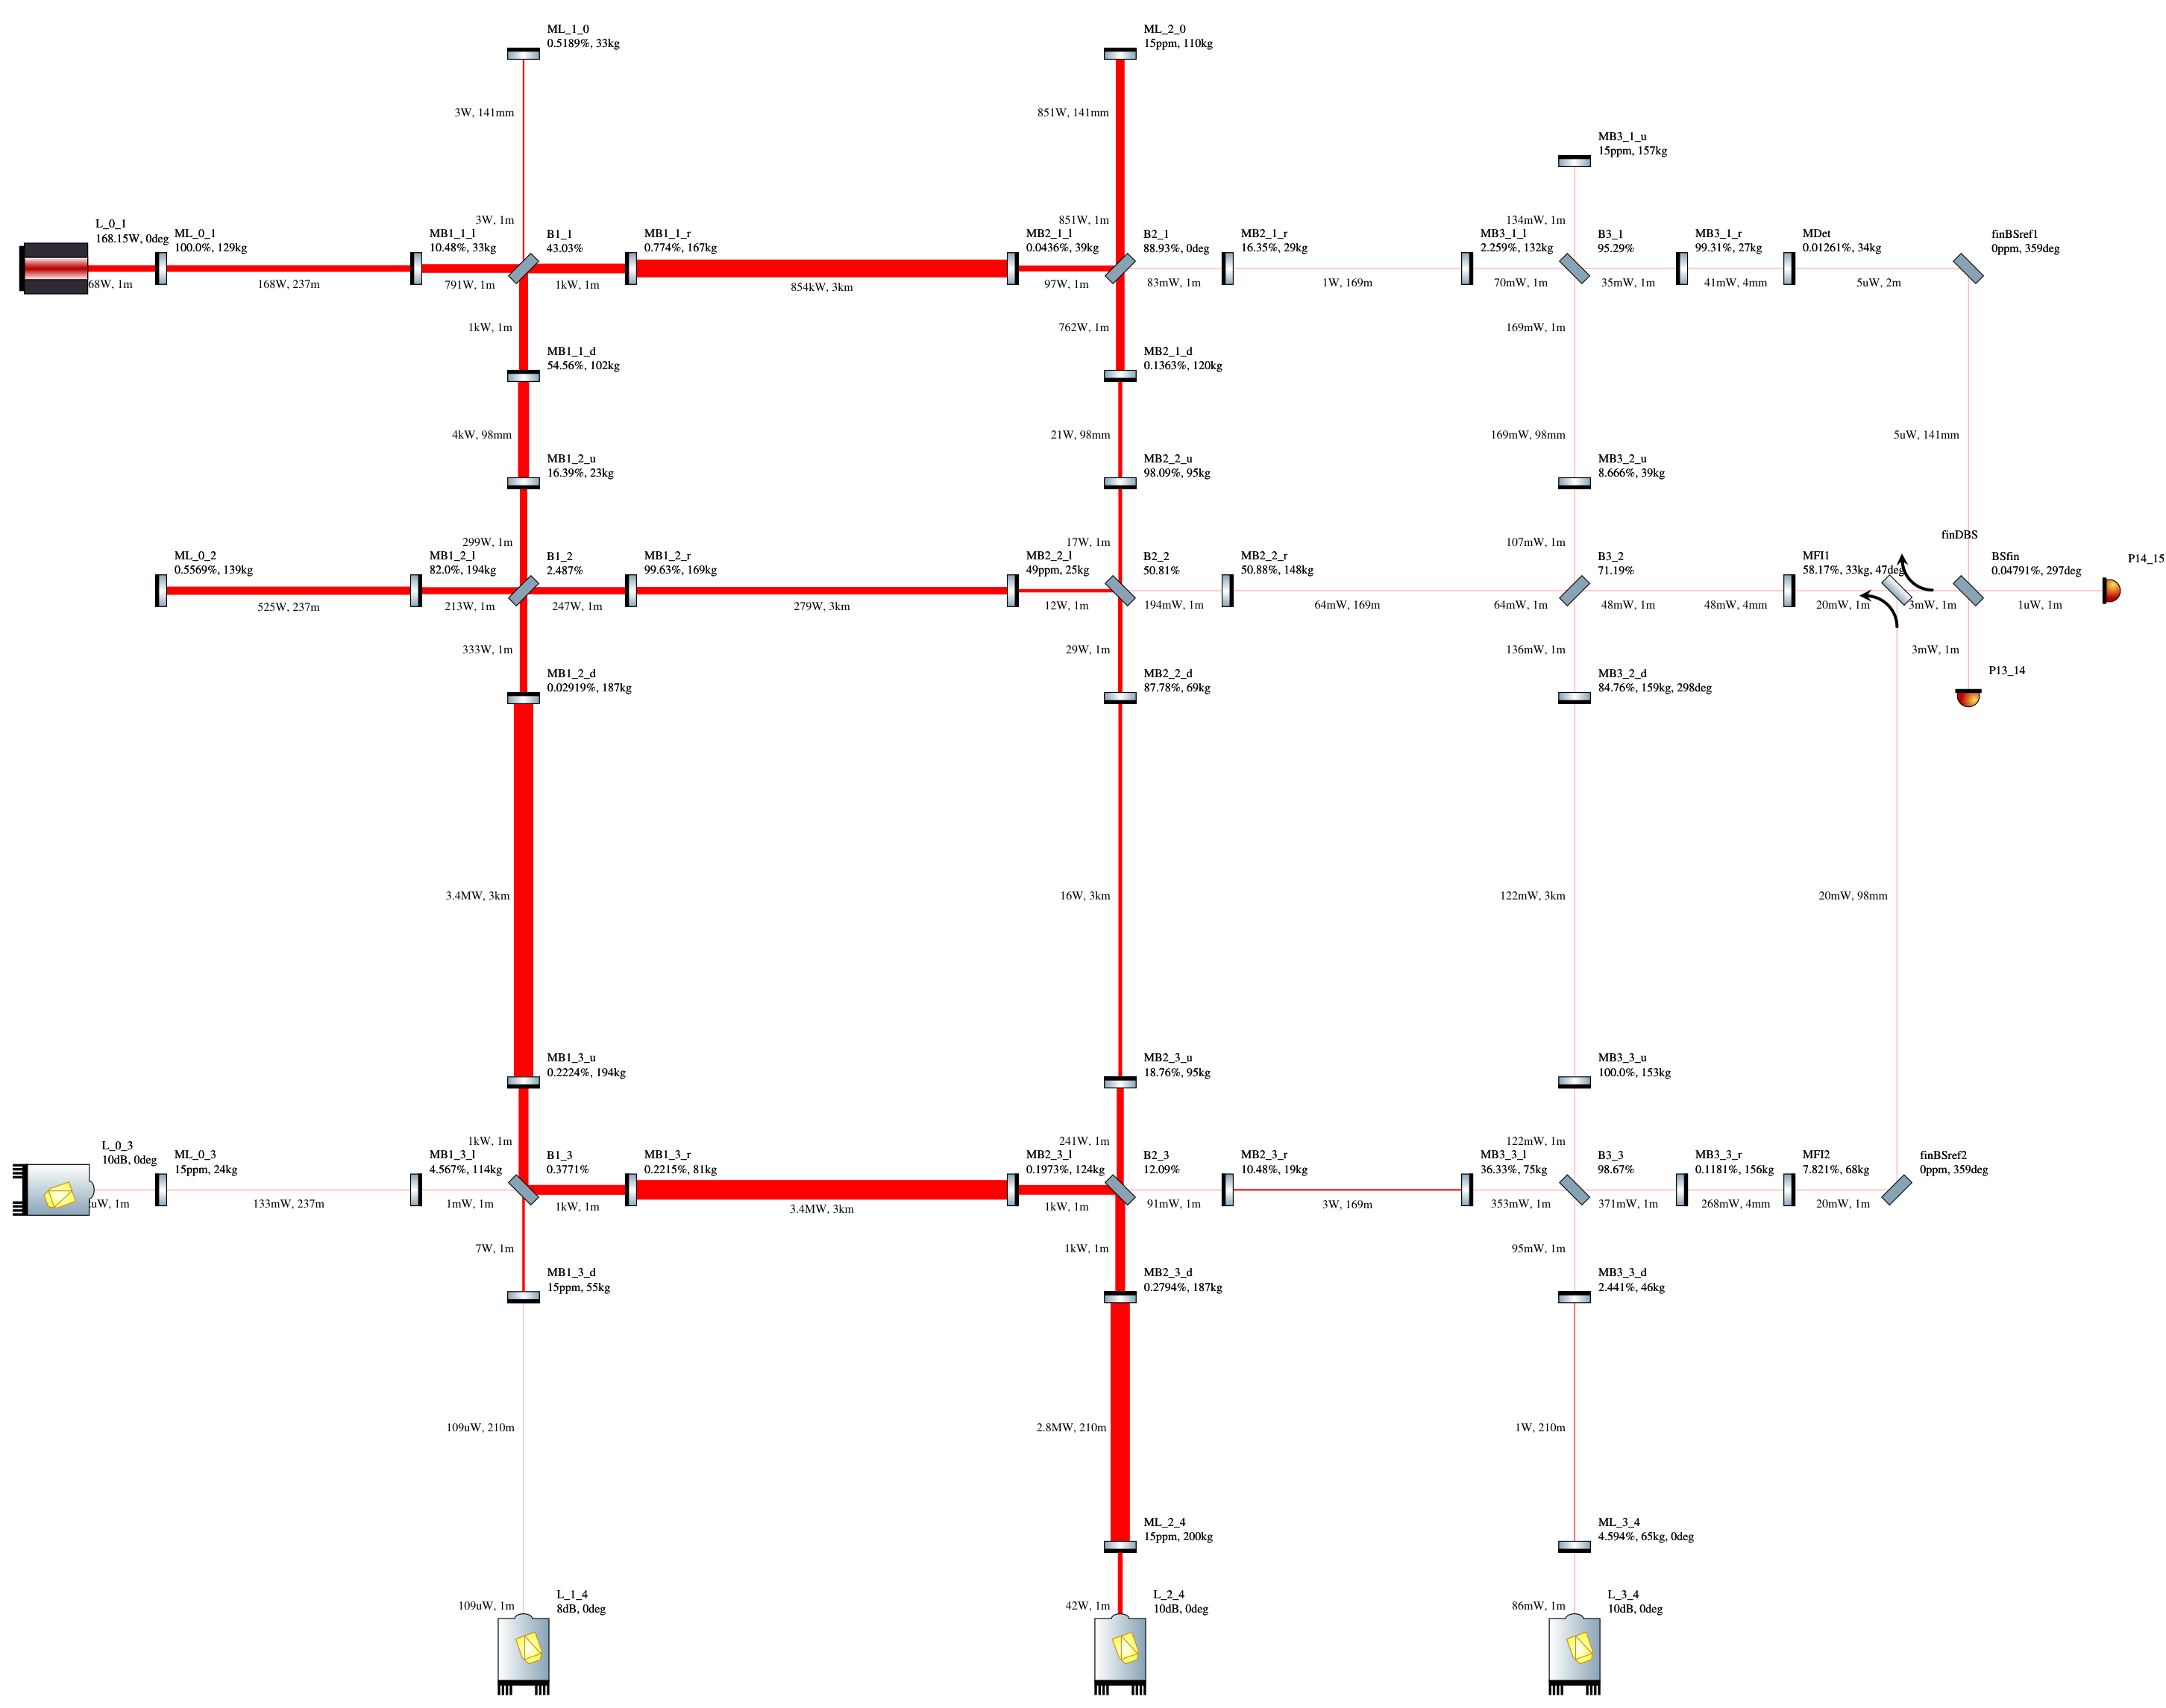 ML_1_0
0.5189%, 33kg
ML_2_0
15ppm, 110kg
3W, 141mm
851W, 141mm
MB3_1_u
15ppm, 157kg
3W, 1m
851W, 1m
134mW, 1m
L_0_1
168.15W, 0deg
ML_0_1
100.0%, 129kg
MB1_1_l
10.48%, 33kg
B1_1
43.03%
MB1_1_r
0.774%, 167kg
MB2_1_l
0.0436%, 39kg
B2_1
88.93%, 0deg
MB2_1_r
16.35%, 29kg
MB3_1_l
2.259%, 132kg
B3_1
95.29%
MB3_1_r
99.31%, 27kg
MDet
0.01261%, 34kg
finBSref1
0ppm, 359deg
68W, 1m
168W, 237m
791W, 1m
1kW, 1m
854kW, 3km
97W, 1m
83mW, 1m
1W, 169m
70mW, 1m
35mW, 1m
41mW, 4mm
5uW, 2m
1kW, 1m
762W, 1m
169mW, 1m
MB1_1_d
54.56%, 102kg
MB2_1_d
0.1363%, 120kg
4kW, 98mm
21W, 98mm
169mW, 98mm
5uW, 141mm
MB1_2_u
16.39%, 23kg
MB2_2_u
98.09%, 95kg
MB3_2_u
8.666%, 39kg
299W, 1m
17W, 1m
107mW, 1m
finDBS
ML_0_2
0.5569%, 139kg
MB1_2_l
82.0%, 194kg
B1_2
2.487%
MB1_2_r
99.63%, 169kg
MB2_2_l
49ppm, 25kg
B2_2
50.81%
MB2_2_r
50.88%, 148kg
B3_2
71.19%
MFI1
58.17%, 33kg, 47deg
BSfin
0.04791%, 297deg
P14_15
525W, 237m
213W, 1m
247W, 1m
279W, 3km
12W, 1m
194mW, 1m
64mW, 169m
64mW, 1m
48mW, 1m
48mW, 4mm
20mW, 1m
3mW, 1m
1uW, 1m
333W, 1m
29W, 1m
136mW, 1m
3mW, 1m
MB1_2_d
0.02919%, 187kg
MB2_2_d
87.78%, 69kg
MB3_2_d
84.76%, 159kg, 298deg
P13_14
3.4MW, 3km
16W, 3km
122mW, 3km
20mW, 98mm
MB1_3_u
0.2224%, 194kg
MB2_3_u
18.76%, 95kg
MB3_3_u
100.0%, 153kg
1kW, 1m
241W, 1m
122mW, 1m
L_0_3
10dB, 0deg
ML_0_3
15ppm, 24kg
MB1_3_l
4.567%, 114kg
B1_3
0.3771%
MB1_3_r
0.2215%, 81kg
MB2_3_l
0.1973%, 124kg
B2_3
12.09%
MB2_3_r
10.48%, 19kg
MB3_3_l
36.33%, 75kg
B3_3
98.67%
MB3_3_r
0.1181%, 156kg
MFI2
7.821%, 68kg
finBSref2
0ppm, 359deg
uW, 1m
133mW, 237m
1mW, 1m
1kW, 1m
3.4MW, 3km
1kW, 1m
91mW, 1m
3W, 169m
353mW, 1m
371mW, 1m
268mW, 4mm
20mW, 1m
7W, 1m
1kW, 1m
95mW, 1m
MB1_3_d
15ppm, 55kg
MB2_3_d
0.2794%, 187kg
MB3_3_d
2.441%, 46kg
109uW, 210m
2.8MW, 210m
1W, 210m
ML_2_4
15ppm, 200kg
ML_3_4
4.594%, 65kg, 0deg
109uW, 1m
L_1_4
8dB, 0deg
42W, 1m
L_2_4
10dB, 0deg
86mW, 1m
L_3_4
10dB, 0deg